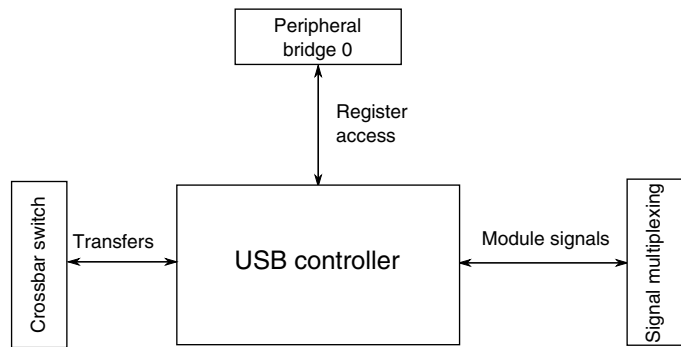 Peripheral
bridge 0
Register
access
Crossbar switch
Transfers
USB controller
Module signals
Signal multiplexing